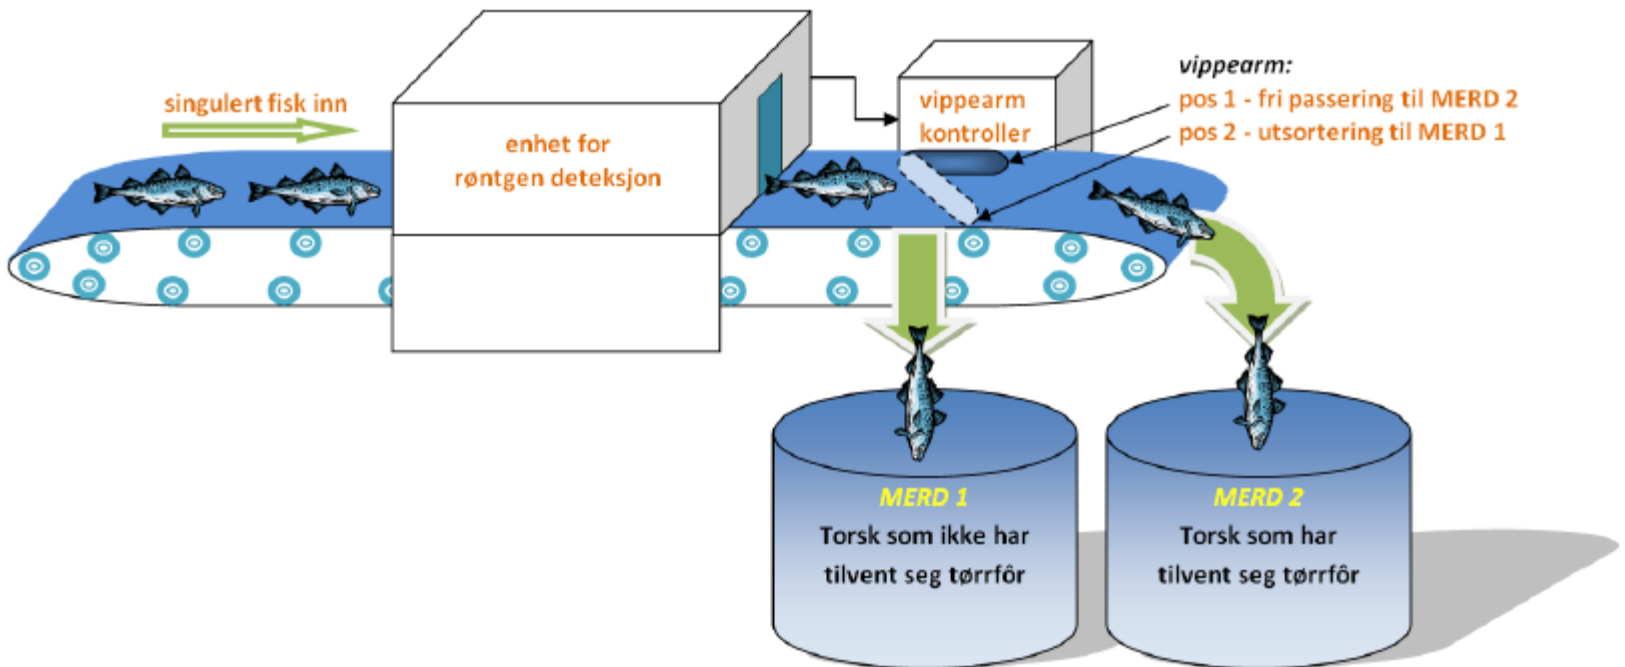 singulert fisk inn
enhet for
røntgen deteksjon
vippearm
kontroller
vippearm:
pos 1 - fri passering til MERD 2
pos 2 - utsortering til MERD 1
MERD 1
Torsk som ikke har
tilvent seg tørrfôr
MERD 2
Torsk som har
tilvent seg tørrfôr